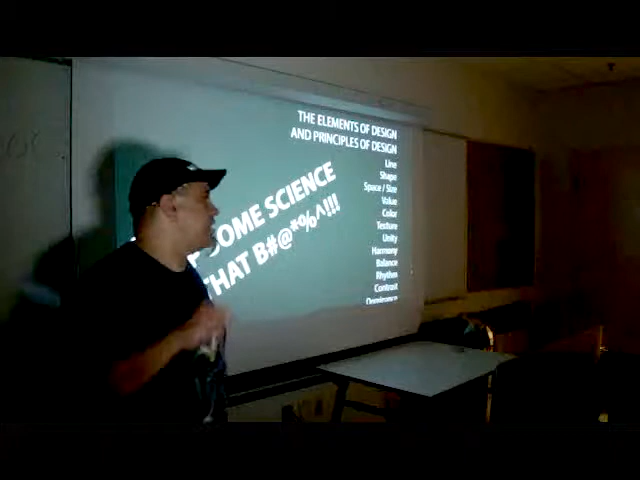 THE ELEMENTS OF DESIGN
AND PRINCIPLES OF DESIGN
Line
Shape
Space / Size
Value
Color
Texture
Unity
Harmony
Balance
Rhythm
Contrast
Dominance
SOME SCIENCE
THAT B#@*%^!!!